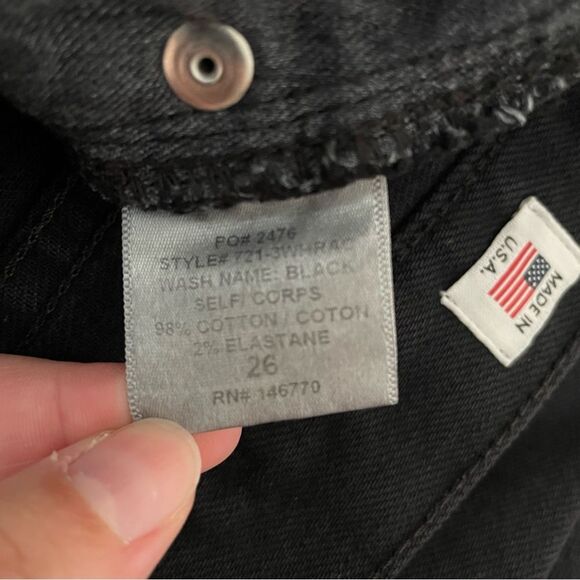 PO# 2476
STYLE# 721-3WHRAG
WASH NAME: BLACK
SELF/ CORPS
98% COTTON / COTON
2% ELASTANE
26
RN# 146770
MADE IN
U.S.A.